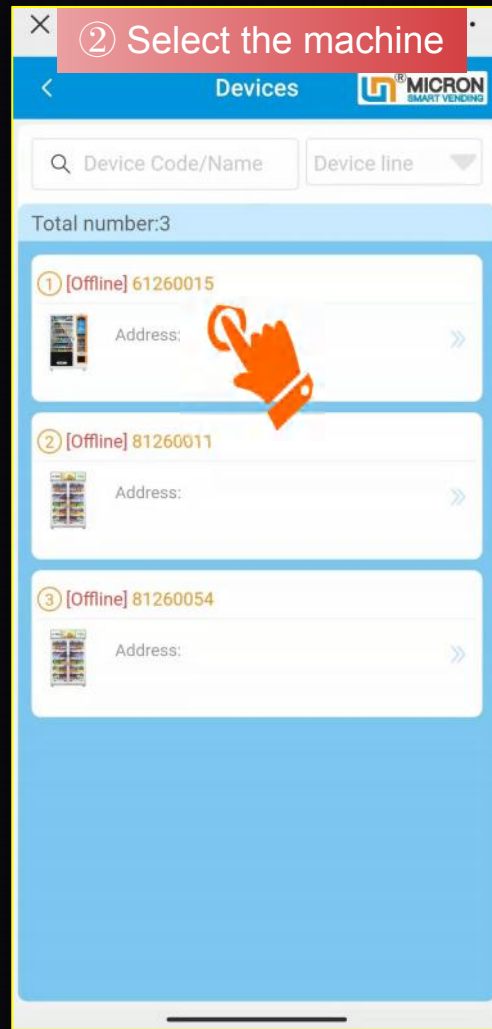 ② Select the machine
Devices
® MICRON
SMART VENDING
Device Code/Name
Device line
Total number:3
① [Offline] 61260015
Address:
② [Offline] 81260011
Address:
③ [Offline] 81260054
Address: